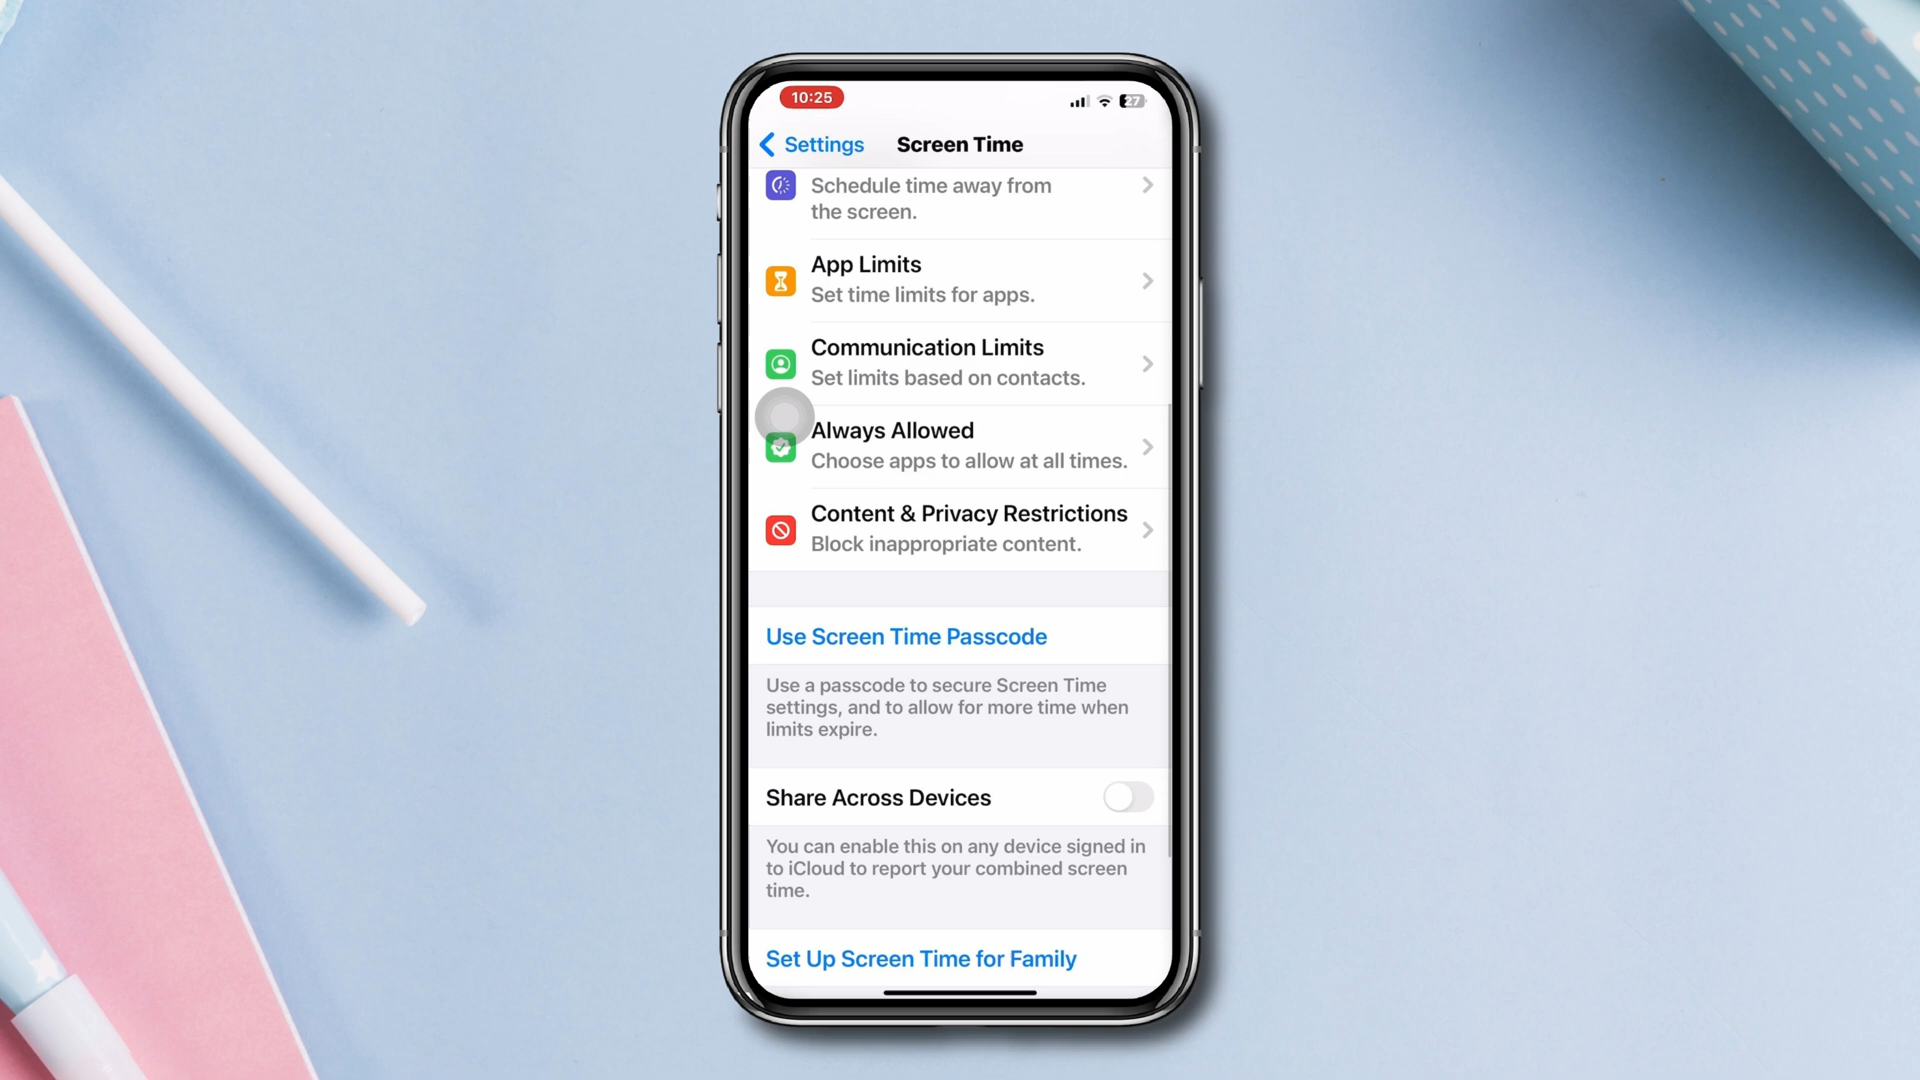 10:25
27
Settings
Screen Time
Schedule time away from
the screen.
App Limits
Set time limits for apps.
Communication Limits
Set limits based on contacts.
Always Allowed
Choose apps to allow at all times.
Content & Privacy Restrictions
Block inappropriate content.
Use Screen Time Passcode
Use a passcode to secure Screen Time
settings, and to allow for more time when
limits expire.
Share Across Devices
You can enable this on any device signed in
to iCloud to report your combined screen
time.
Set Up Screen Time for Family